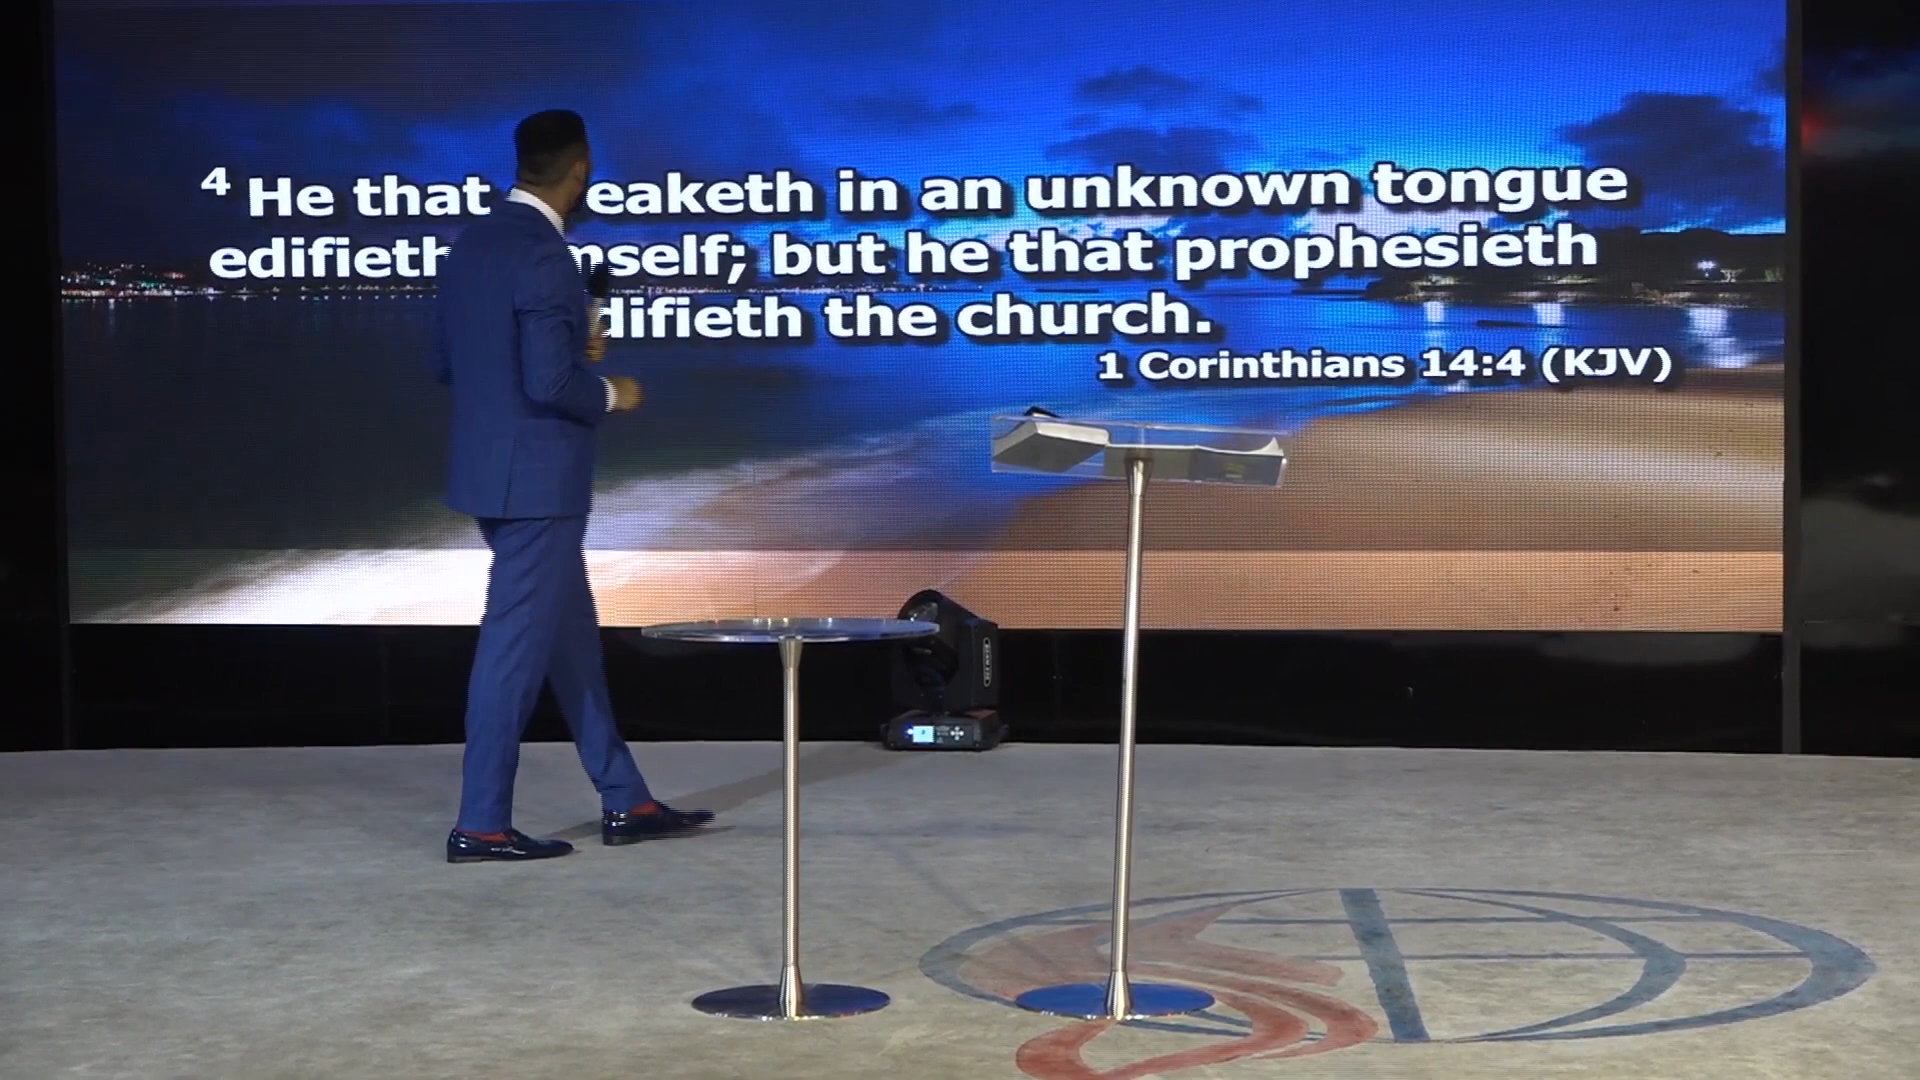 4 He that eaketh in an unknown tongue
edifieth mself; but he that prophesieth
difieth the church.
1 Corinthians 14:4 (KJV)